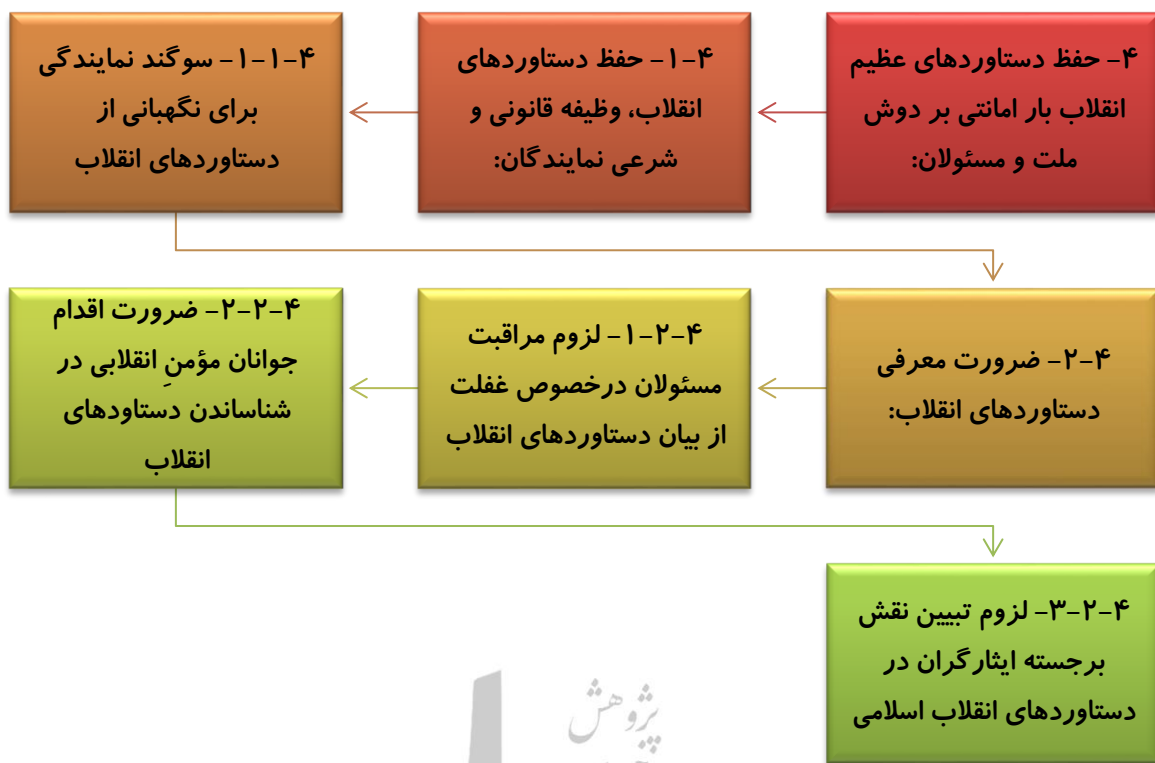 ۴- حفظ دستاوردهای عظیم
انقلاب بار امانتی بر دوش
ملت و مسئولان:
۴-۱- حفظ دستاوردهای
انقلاب، وظیفه قانونی و
شرعی نمایندگان:
۴-۱-۱- سوگند نمایندگی
برای نگهبانی از
دستاوردهای انقلاب
۴-۲- ضرورت معرفی
دستاوردهای انقلاب:
۴-۲-۱- لزوم مراقبت
مسئولان درخصوص غفلت
از بیان دستاوردهای انقلاب
۴-۲-۲- ضرورت اقدام
جوانان مؤمنِ انقلابی در
شناساندن دستاودهای
انقلاب
۴-۲-۳- لزوم تبیین نقش
برجسته ایثارگران در
دستاوردهای انقلاب اسلامی
پژوهش